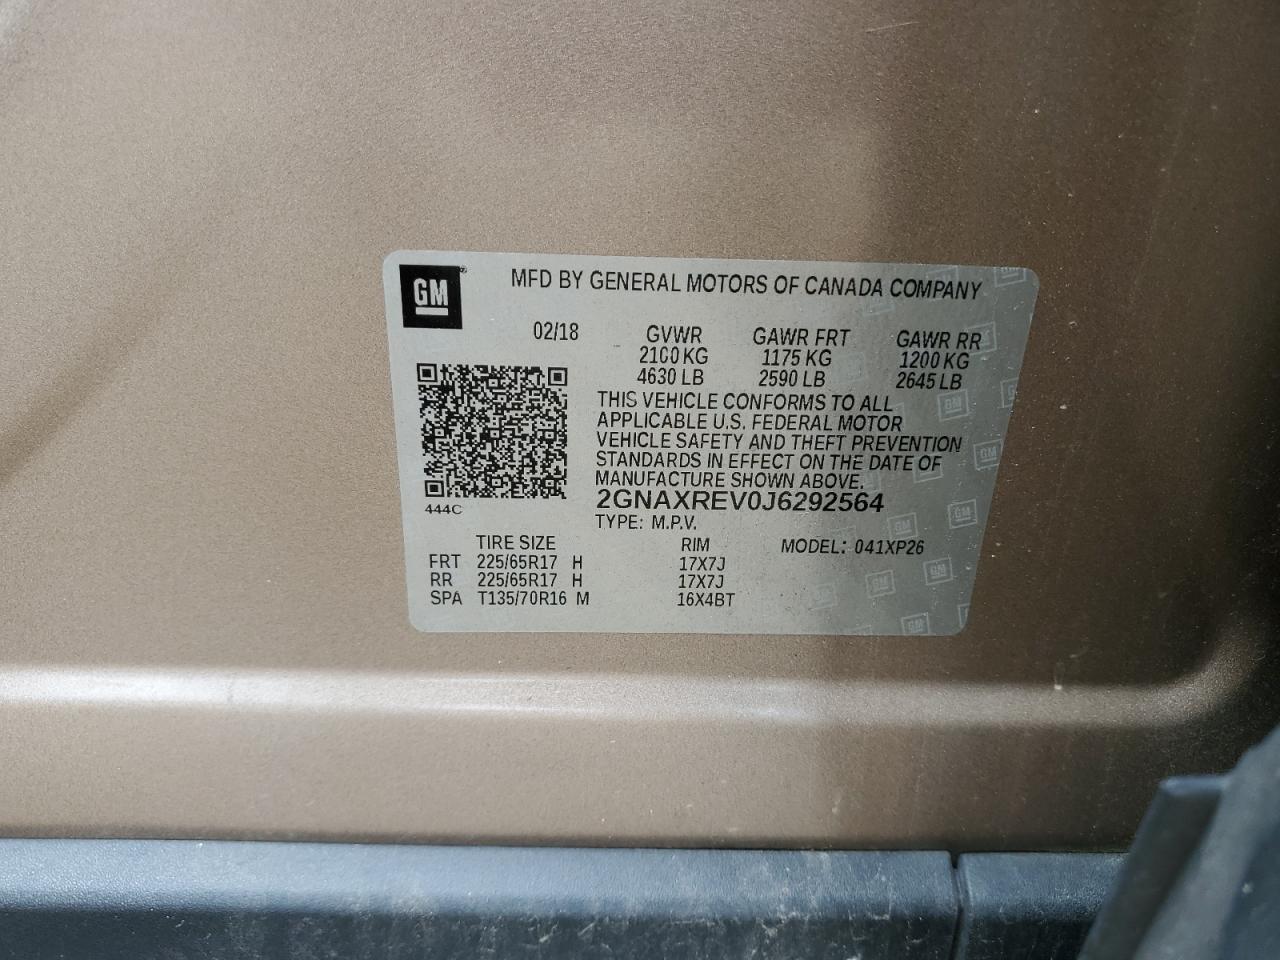 GM
MFD BY GENERAL MOTORS OF CANADA COMPANY
02/18 GVWR GAWR FRT GAWR RR
2100 KG 1175 KG 1200 KG
4630 LB 2590 LB 2645 LB
THIS VEHICLE CONFORMS TO ALL
APPLICABLE U.S. FEDERAL MOTOR
VEHICLE SAFETY AND THEFT PREVENTION
STANDARDS IN EFFECT ON THE DATE OF
MANUFACTURE SHOWN ABOVE.
2GNAXREV0J6292564
444C
TYPE: M.P.V.
TIRE SIZE RIM MODEL: 041XP26
FRT 225/65R17 H 17X7J
RR 225/65R17 H 17X7J
SPA T135/70R16 M 16X4BT